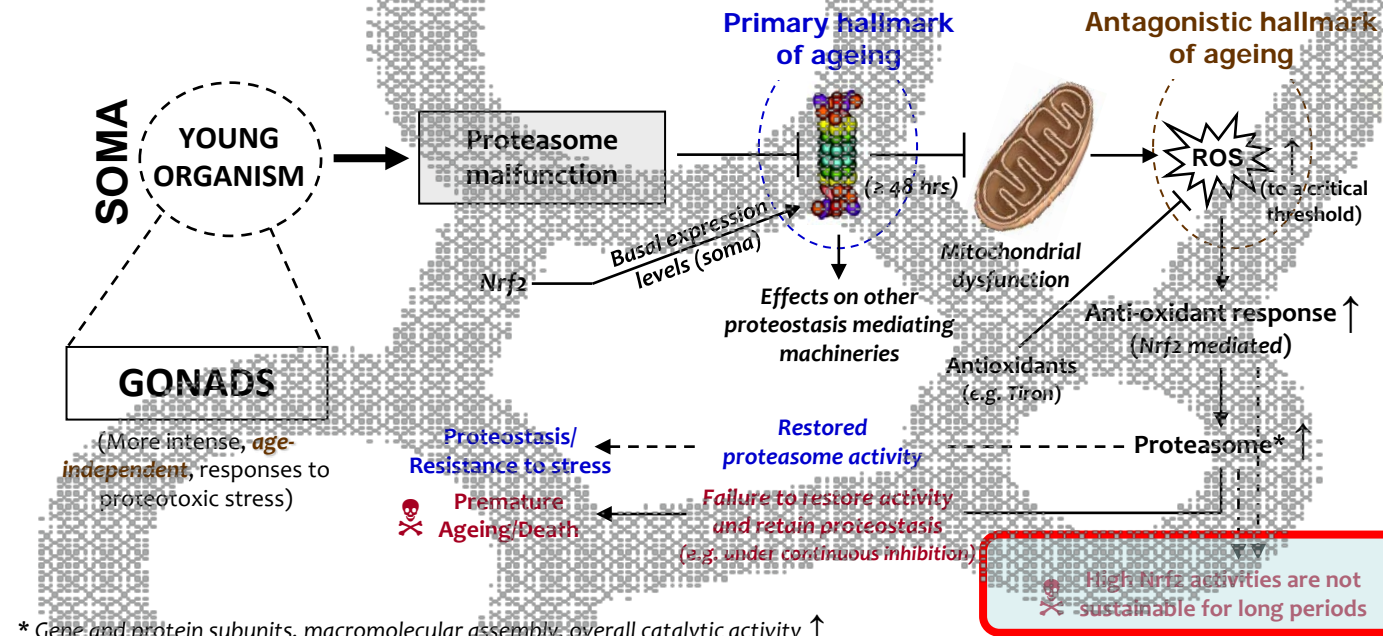 Primary hallmark
of ageing
Antagonistic hallmark
of ageing
SOMA
YOUNG
ORGANISM
Proteasome
malfunction
(≥ 48 hrs)
ROS ↑
(to a critical
threshold)
Basal expression
levels (soma)
Nrf2
Mitochondrial
dysfunction
Effects on other
proteostasis mediating
machineries
Anti-oxidant response ↑
(Nrf2 mediated)
Antioxidants
(e.g. Tiron)
GONADS
(More intense, age-
independent, responses to
proteotoxic stress)
Proteostasis/
Resistance to stress
Restored
proteasome activity
Proteasome* ↑
Premature
Ageing/Death
Failure to restore activity
and retain proteostasis
(e.g. under continuous inhibition)
High Nrf2 activities are not
sustainable for long periods
* Gene and protein subunits, macromolecular assembly, overall catalytic activity ↑